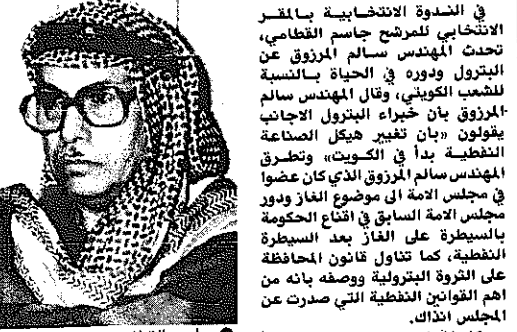 في الندوة الانتخابية بالمقر
الانتخابي للمرشح جاسم القطامي،
تحدث المهندس سالم المرزوق عن
البترول ودوره في الحياة بالنسبة
للشعب الكويتي، وقال المهندس سالم
المرزوق بأن خبراء البترول الاجانب
يقولون «بان تغيير هيكل الصناعة
النفطية بدأ في الكويت» وتطرق
المهندس سالم المرزوق الذي كان عضوا
في مجلس الامة الى موضوع الغاز ودور
مجلس الامة السابق في اقناع الحكومة
بالسيطرة على الغاز بعد السيطرة
النفطية، كما تناول قانون المحافظة
على الثروة البترولية ووصفه بانه من
اهم القوانين النفطية التي صدرت عن
المجلس انذاك.